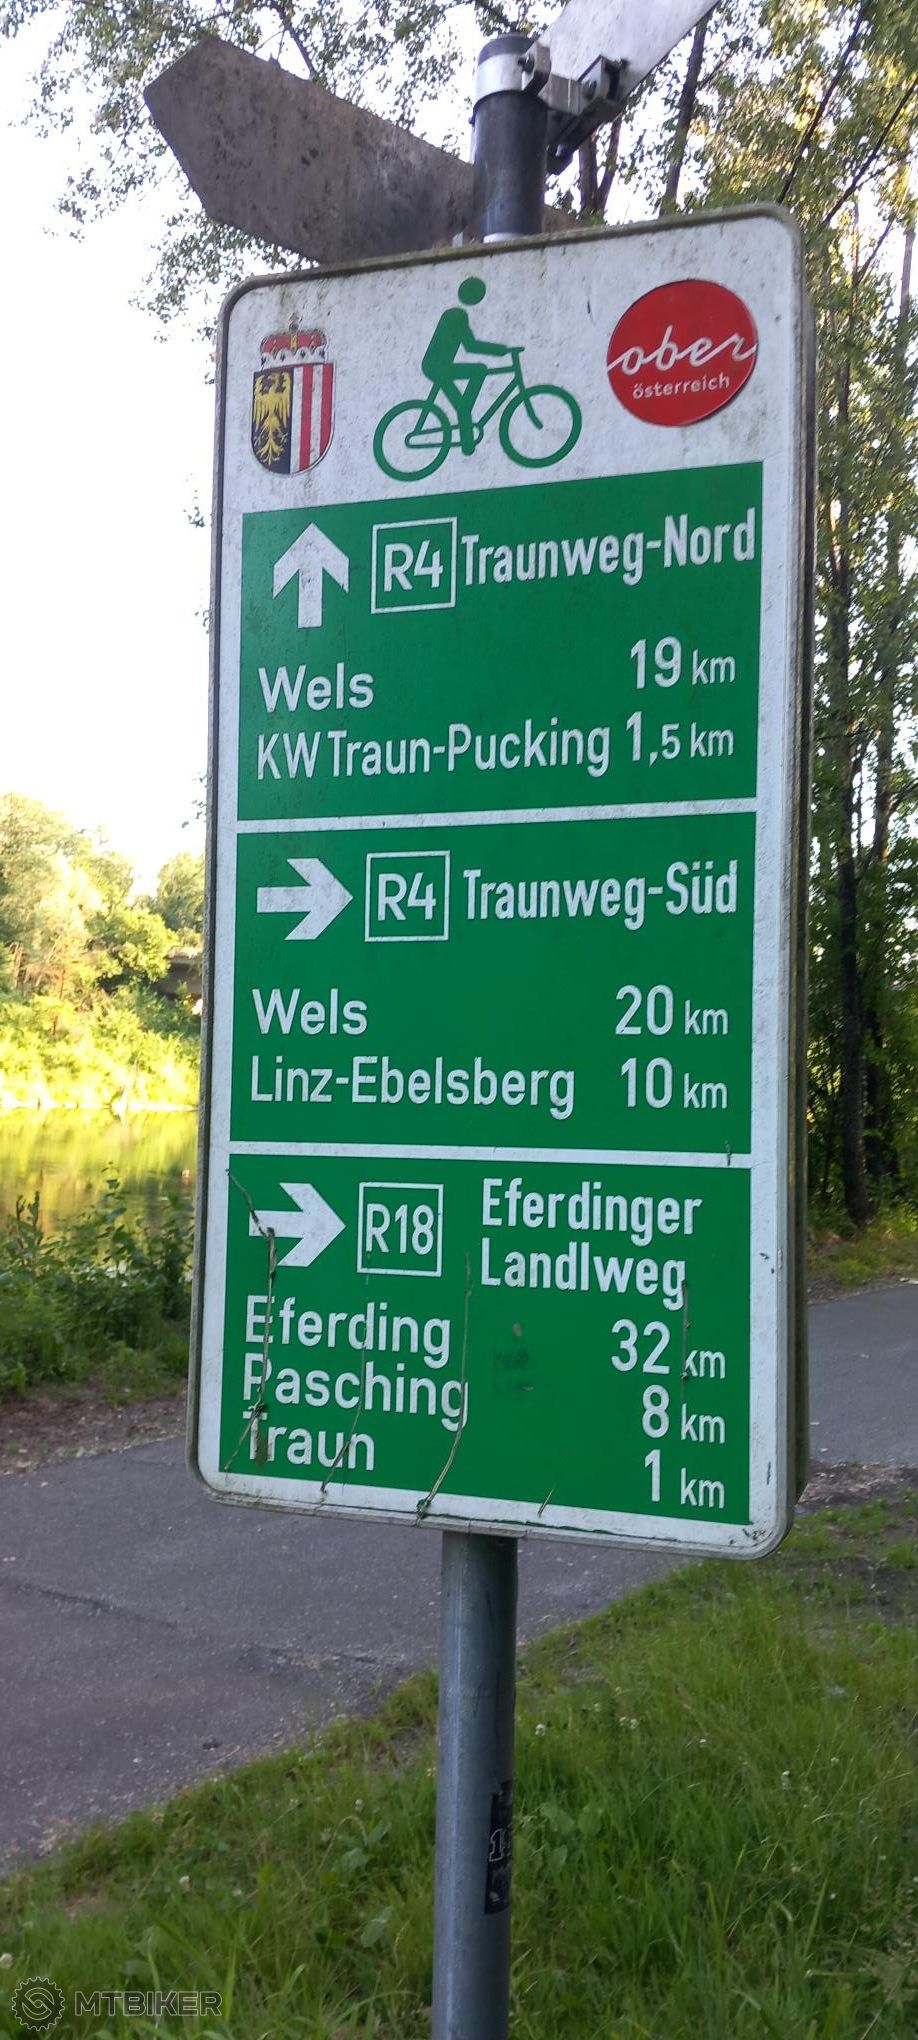 ober
österreich
R4 Traunweg-Nord
Wels 19 km
KW Traun-Pucking 1,5 km
R4 Traunweg-Süd
Wels 20 km
Linz-Ebelsberg 10 km
R18 Eferdinger
Landlweg
Eferding 32 km
Pasching 8 km
Traun 1 km
MTBIKER